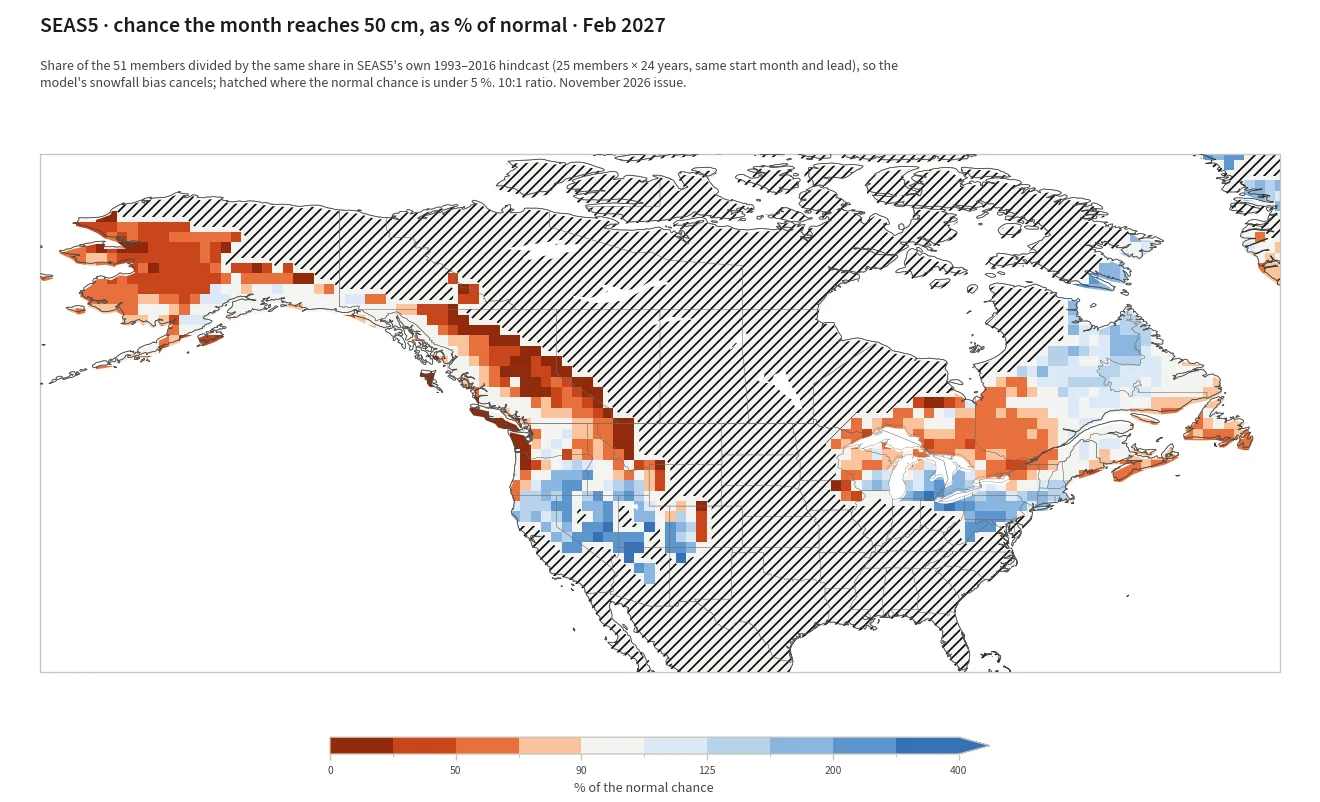 SEAS5 · chance the month reaches 50 cm, as % of normal · Feb 2027
Share of the 51 members divided by the same share in SEAS5's own 1993–2016 hindcast (25 members × 24 years, same start month and lead), so the
model's snowfall bias cancels; hatched where the normal chance is under 5 %. 10:1 ratio. November 2026 issue.
0 50 90 125 200 400
% of the normal chance